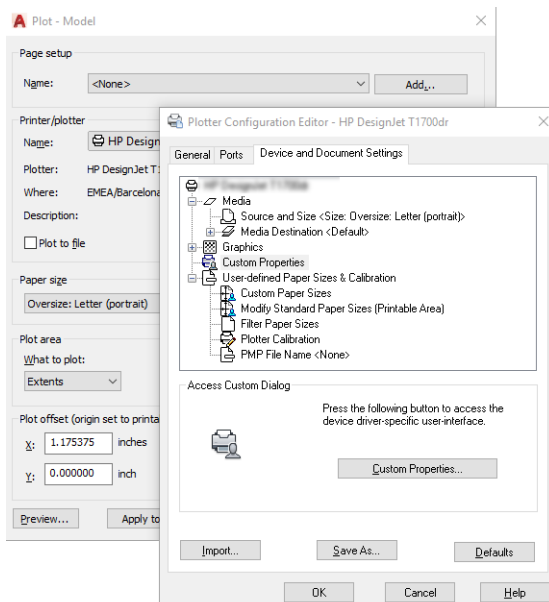 Plot - Model
Page setup
Name:
<None>
Add...
Printer/plotter
Name:
HP Design
Plotter:
HP DesignJet T1
Where:
EMEA/Barcelona
Description:
Plot to file
Paper size
Oversize: Letter (portrait)
Plot area
What to plot:
Extents
Plot offset (origin set to printa
X:
1.175375
inches
Y:
0.000000
inch
Preview...
Apply to
Plotter Configuration Editor - HP DesignJet T1700dr
General
Ports
Device and Document Settings
Media
Source and Size <Size: Oversize: Letter (portrait)>
Media Destination <Default>
Graphics
Custom Properties
User-defined Paper Sizes & Calibration
Custom Paper Sizes
Modify Standard Paper Sizes (Printable Area)
Filter Paper Sizes
Plotter Calibration
PMP File Name <None>
Access Custom Dialog
Press the following button to access the
device driver-specific user-interface.
Custom Properties...
Import...
Save As...
Defaults
OK
Cancel
Help